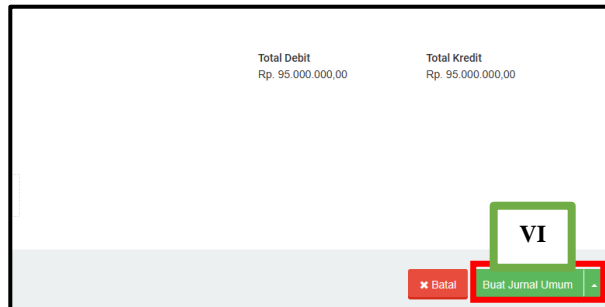 Total Debit Total Kredit
Rp. 95.000.000,00 Rp. 95.000.000,00
VI
Batal Buat Jurnal Umum